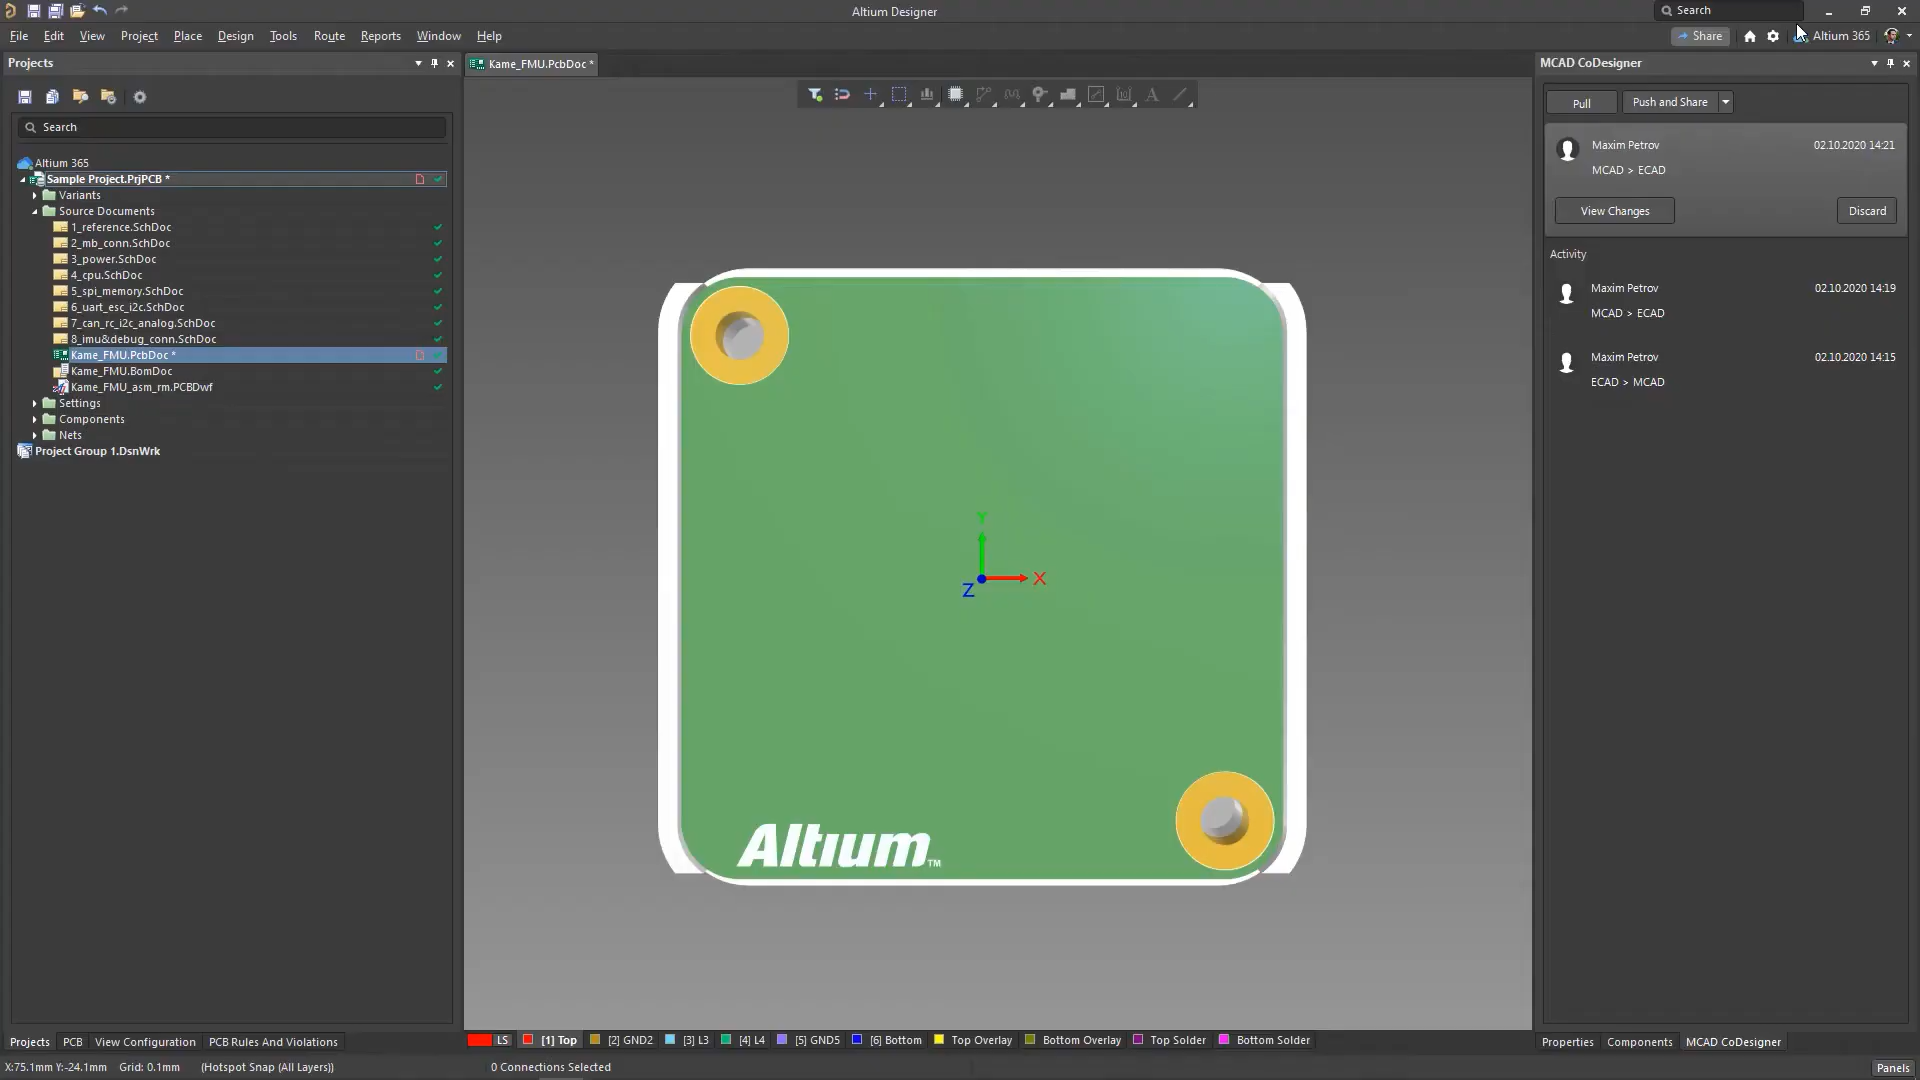 Altium Designer
Search
File Edit View Project Place Design Tools Route Reports Window Help
Share
Altium 365
Projects
Kame_FMU.PcbDoc *
MCAD CoDesigner
Search
Pull
Push and Share
Altium 365
Sample Project.PrjPCB *
Variants
Source Documents
1_reference.SchDoc
2_mb_conn.SchDoc
3_power.SchDoc
4_cpu.SchDoc
5_spi_memory.SchDoc
6_uart_esc_i2c.SchDoc
7_can_rc_i2c_analog.SchDoc
8_imu&debug_conn.SchDoc
Kame_FMU.PcbDoc *
Kame_FMU.BomDoc
Kame_FMU_asm_rm.PCBDwf
Settings
Components
Nets
Project Group 1.DsnWrk
Y
X
Z
Altium™
Maxim Petrov 02.10.2020 14:21
MCAD > ECAD
View Changes
Discard
Activity
Maxim Petrov 02.10.2020 14:19
MCAD > ECAD
Maxim Petrov 02.10.2020 14:15
ECAD > MCAD
Projects PCB View Configuration PCB Rules And Violations
LS [1] Top [2] GND2 [3] L3 [4] L4 [5] GND5 [6] Bottom Top Overlay Bottom Overlay Top Solder Bottom Solder
Properties Components MCAD CoDesigner
X:75.1mm Y:-24.1mm Grid: 0.1mm (Hotspot Snap (All Layers)) 0 Connections Selected
Panels